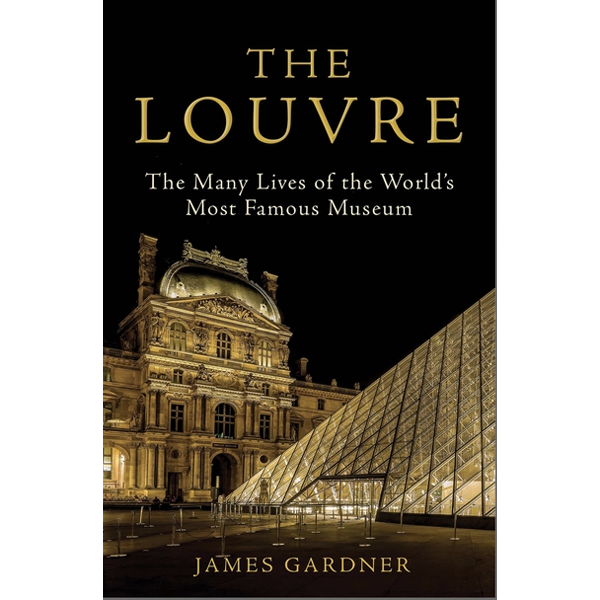 THE
LOUVRE
The Many Lives of the World's
Most Famous Museum
JAMES GARDNER